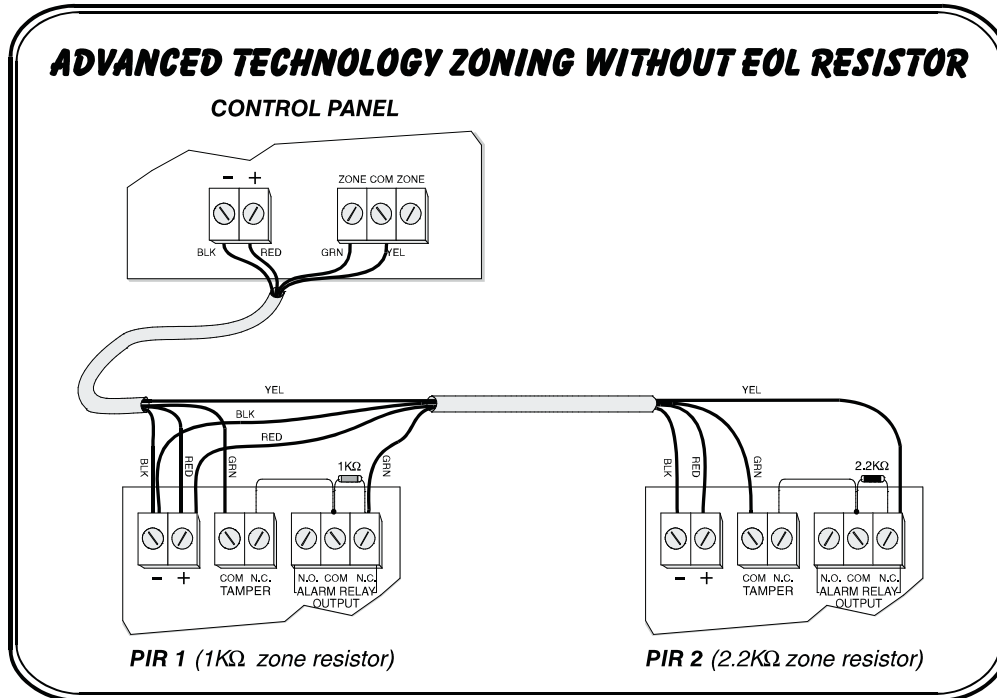 ADVANCED TECHNOLOGY ZONING WITHOUT EOL RESISTOR
CONTROL PANEL
- +
ZONE COM ZONE
BLK RED GRN YEL
YEL
BLK
RED
YEL
BLK RED GRN 1KΩ GRN
BLK RED GRN 2.2KΩ
- +
COM N.C.
TAMPER
N.O. COM N.C.
ALARM RELAY
OUTPUT
- +
COM N.C.
TAMPER
N.O. COM N.C.
ALARM RELAY
OUTPUT
PIR 1 (1KΩ zone resistor)
PIR 2 (2.2KΩ zone resistor)